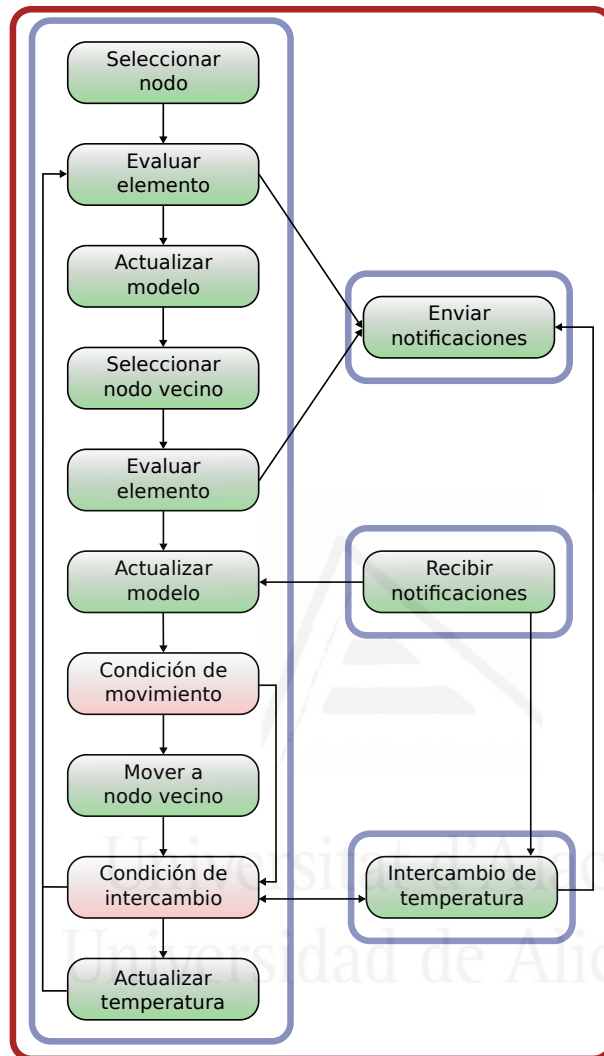 Seleccionar
nodo
Evaluar
elemento
Actualizar
modelo
Seleccionar
nodo vecino
Evaluar
elemento
Actualizar
modelo
Condición de
movimiento
Mover a
nodo vecino
Condición de
intercambio
Actualizar
temperatura
Enviar
notificaciones
Recibir
notificaciones
Intercambio de
temperatura
Universitat d'Alac
Universidad de Alic